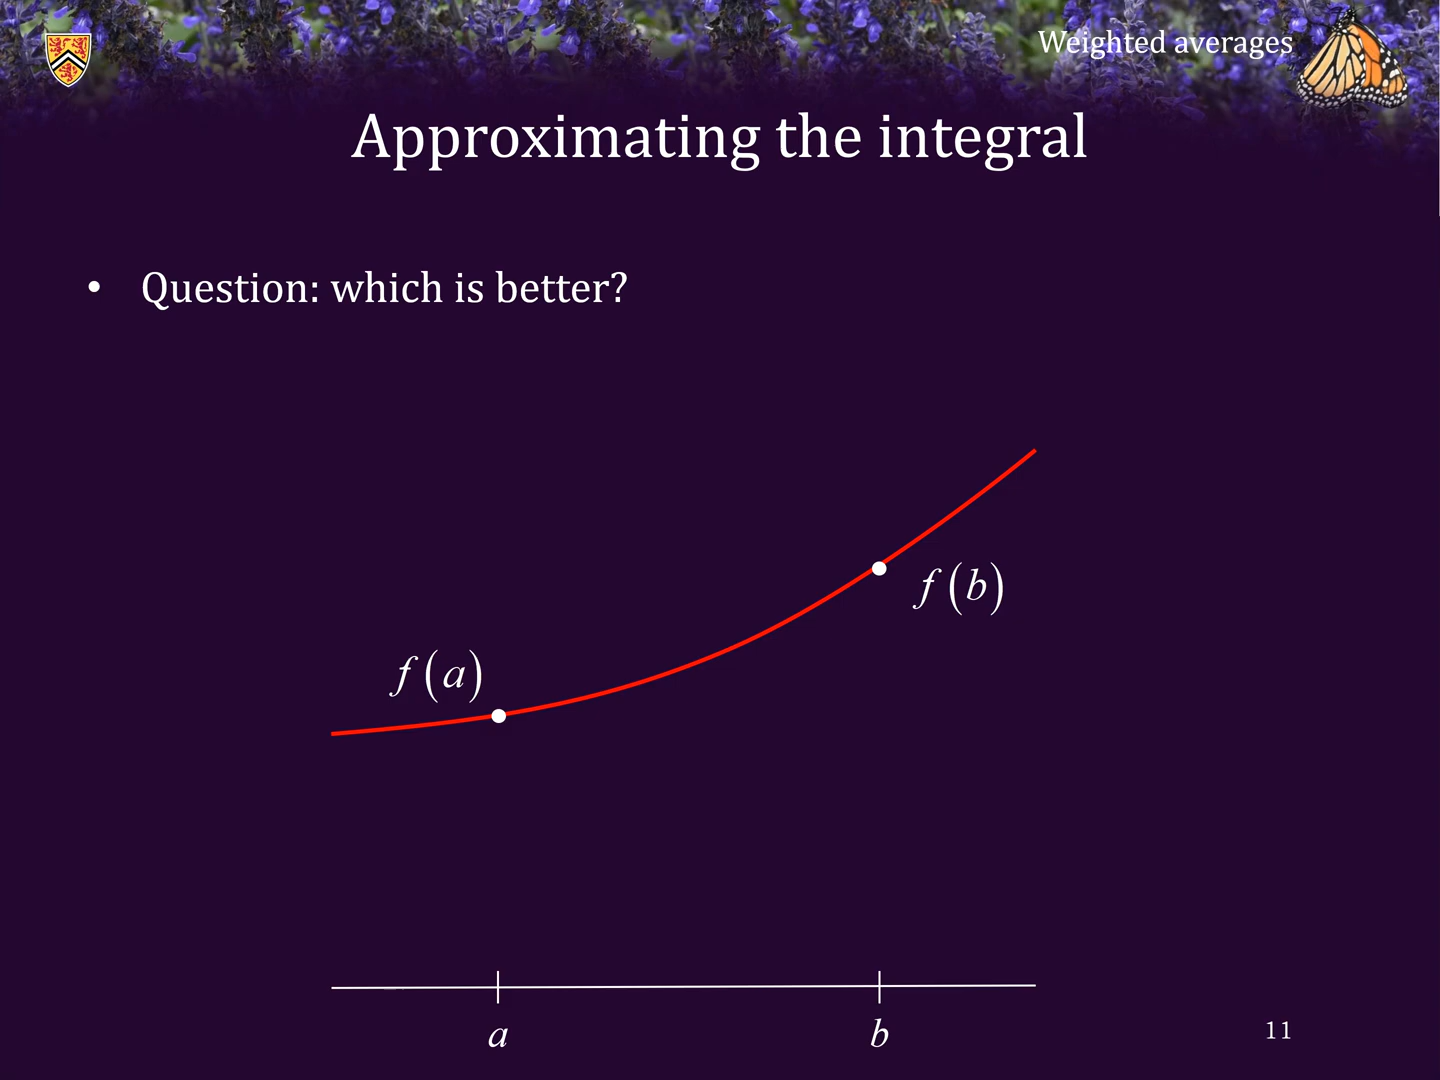 Weighted averages
Approximating the integral
• Question: which is better?
f(b)
f(a)
a b
11